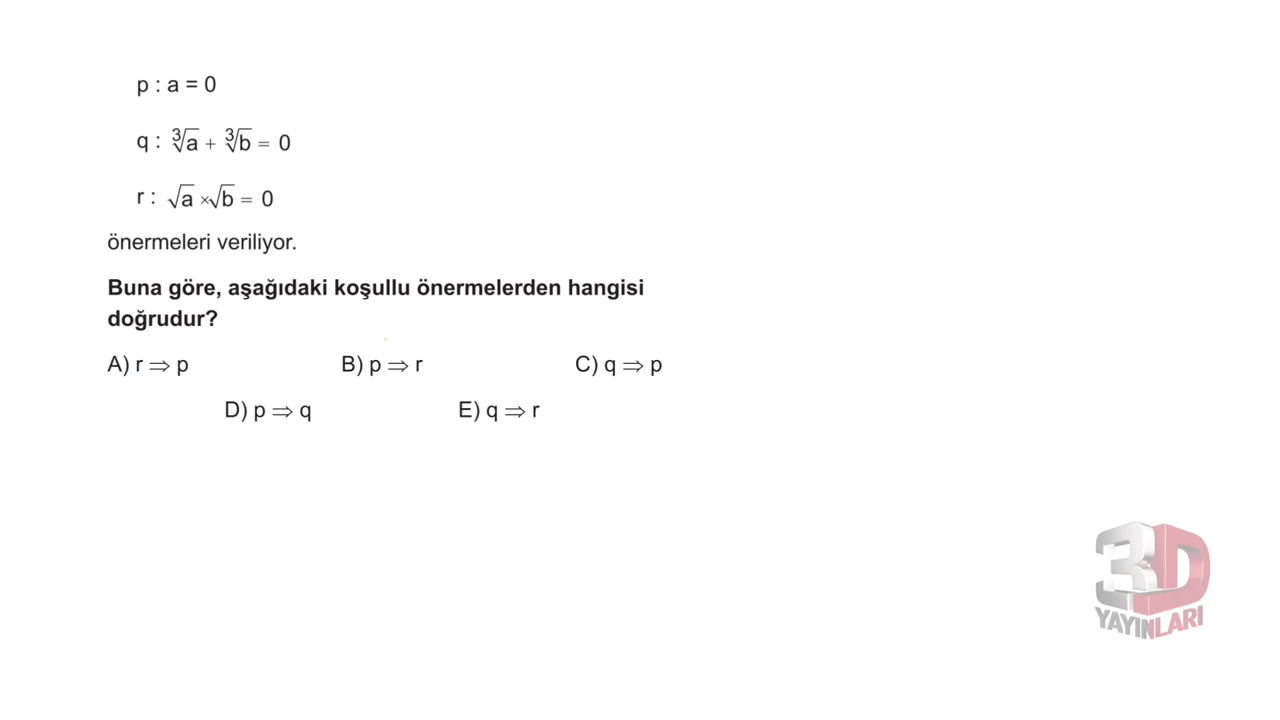 p : a = 0
q : ∛a + ∛b = 0
r : √a ×√b = 0
önermeleri veriliyor.
Buna göre, aşağıdaki koşullu önermelerden hangisi
doğrudur?
A) r ⇒ p B) p ⇒ r C) q ⇒ p
D) p ⇒ q E) q ⇒ r
3D
YAYINLARI